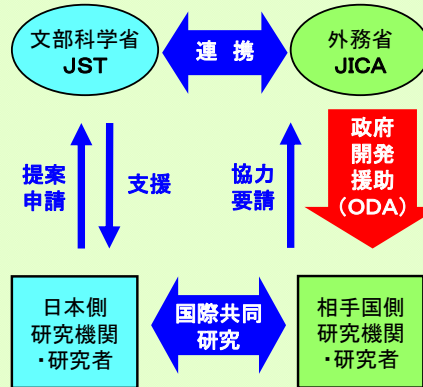 文部科学省
JST
連 携
外務省
JICA
提案
申請
支援
協力
要請
政府
開発
援助
（ODA）
日本側
研究機関
・研究者
国際共同
研究
相手国側
研究機関
・研究者